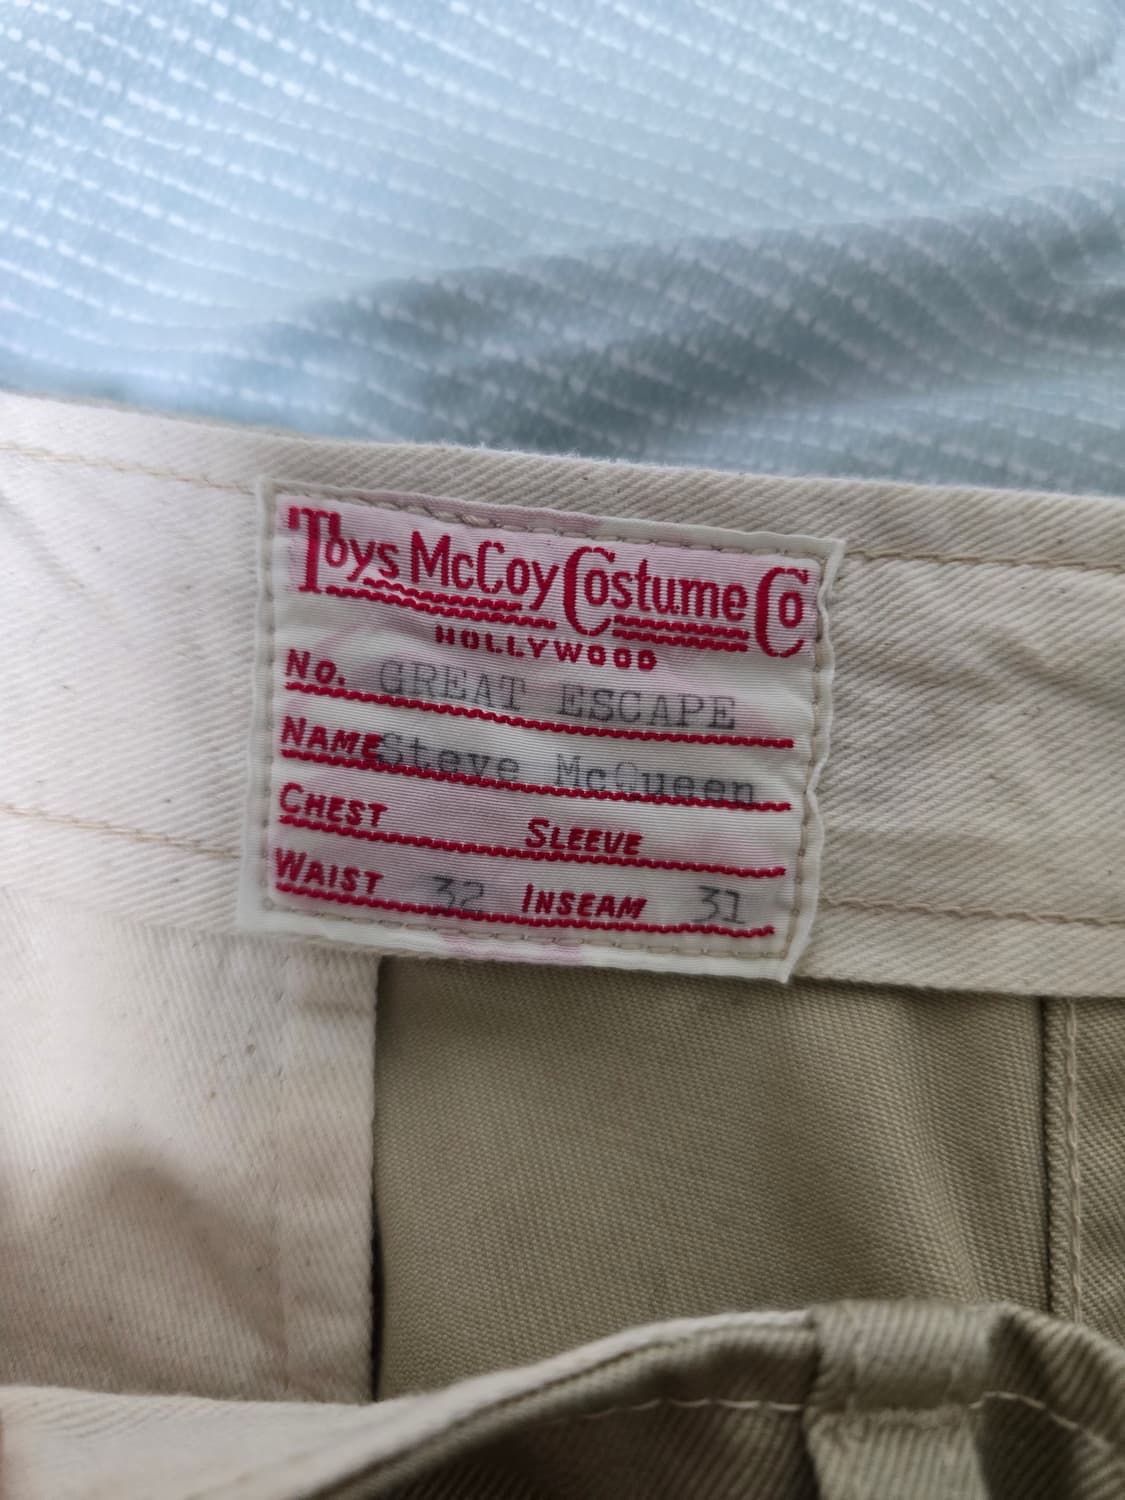 Toys McCoy Costume Co
HOLLYWOOD
No. GREAT ESCAPE
NAME Steve McQueen
CHEST SLEEVE
WAIST 32 INSEAM 31